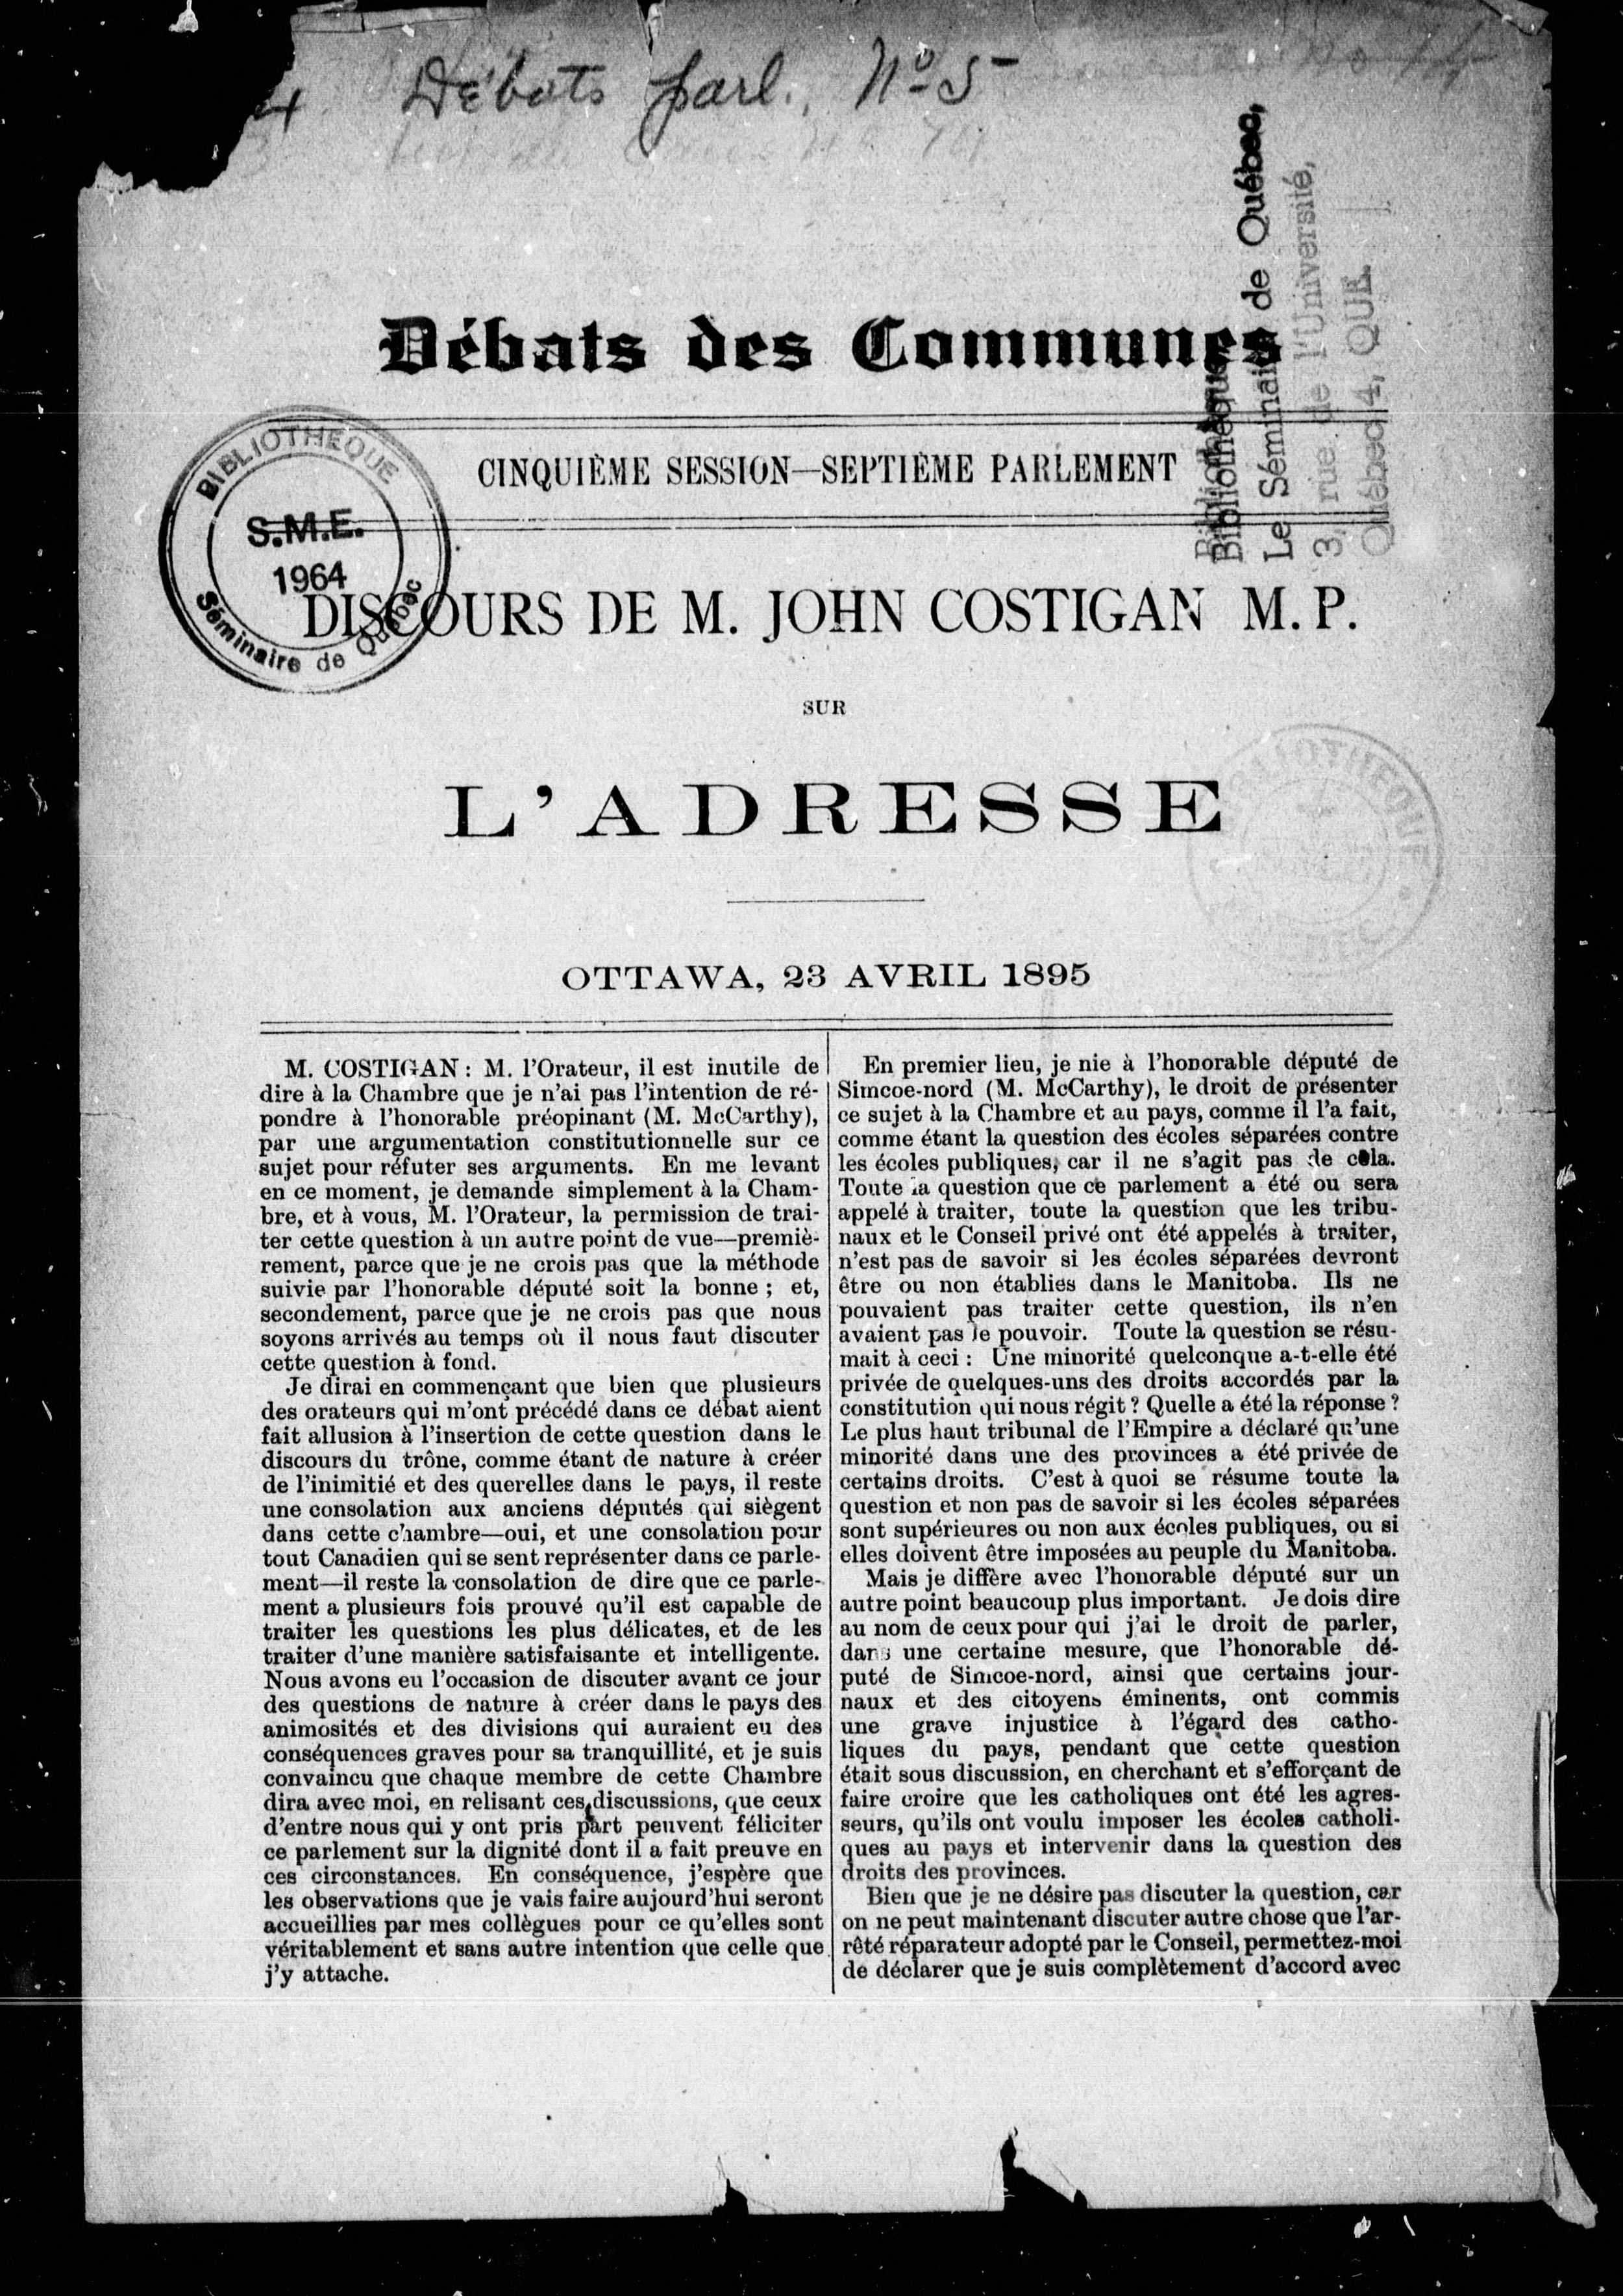 4 Débats parl. No 5
Bibliothèque
Le Séminaire de Québec,
3, rue de l'Université,
Québec 4, QUE.
Débats des Communes
CINQUIÈME SESSION—SEPTIÈME PARLEMENT
BIBLIOTHEQUE
S.M.E.
1964
Séminaire de Québec
DISCOURS DE M. JOHN COSTIGAN M. P.
SUR
L'ADRESSE
OTTAWA, 23 AVRIL 1895
M. COSTIGAN : M. l'Orateur, il est inutile de
dire à la Chambre que je n'ai pas l'intention de ré-
pondre à l'honorable préopinant (M. McCarthy),
par une argumentation constitutionnelle sur ce
sujet pour réfuter ses arguments. En me levant
en ce moment, je demande simplement à la Cham-
bre, et à vous, M. l'Orateur, la permission de trai-
ter cette question à un autre point de vue—premiè-
rement, parce que je ne crois pas que la méthode
suivie par l'honorable député soit la bonne ; et,
secondement, parce que je ne crois pas que nous
soyons arrivés au temps où il nous faut discuter
cette question à fond.
Je dirai en commençant que bien que plusieurs
des orateurs qui m'ont précédé dans ce débat aient
fait allusion à l'insertion de cette question dans le
discours du trône, comme étant de nature à créer
de l'inimitié et des querelles dans le pays, il reste
une consolation aux anciens députés qui siègent
dans cette chambre—oui, et une consolation pour
tout Canadien qui se sent représenter dans ce parle-
ment—il reste la consolation de dire que ce parle-
ment a plusieurs fois prouvé qu'il est capable de
traiter les questions les plus délicates, et de les
traiter d'une manière satisfaisante et intelligente.
Nous avons eu l'occasion de discuter avant ce jour
des questions de nature à créer dans le pays des
animosités et des divisions qui auraient eu des
conséquences graves pour sa tranquillité, et je suis
convaincu que chaque membre de cette Chambre
dira avec moi, en relisant ces discussions, que ceux
d'entre nous qui y ont pris part peuvent féliciter
ce parlement sur la dignité dont il a fait preuve en
ces circonstances. En conséquence, j'espère que
les observations que je vais faire aujourd'hui seront
accueillies par mes collègues pour ce qu'elles sont
véritablement et sans autre intention que celle que
j'y attache.
En premier lieu, je nie à l'honorable député de
Simcoe-nord (M. McCarthy), le droit de présenter
ce sujet à la Chambre et au pays, comme il l'a fait,
comme étant la question des écoles séparées contre
les écoles publiques, car il ne s'agit pas de cela.
Toute la question que ce parlement a été ou sera
appelé à traiter, toute la question que les tribu-
naux et le Conseil privé ont été appelés à traiter,
n'est pas de savoir si les écoles séparées devront
être ou non établies dans le Manitoba. Ils ne
pouvaient pas traiter cette question, ils n'en
avaient pas le pouvoir. Toute la question se résu-
mait à ceci : Une minorité quelconque a-t-elle été
privée de quelques-uns des droits accordés par la
constitution qui nous régit ? Quelle a été la réponse ?
Le plus haut tribunal de l'Empire a déclaré qu'une
minorité dans une des provinces a été privée de
certains droits. C'est à quoi se résume toute la
question et non pas de savoir si les écoles séparées
sont supérieures ou non aux écoles publiques, ou si
elles doivent être imposées au peuple du Manitoba.
Mais je diffère avec l'honorable député sur un
autre point beaucoup plus important. Je dois dire
au nom de ceux pour qui j'ai le droit de parler,
dans une certaine mesure, que l'honorable dé-
puté de Simcoe-nord, ainsi que certains jour-
naux et des citoyens éminents, ont commis
une grave injustice à l'égard des catho-
liques du pays, pendant que cette question
était sous discussion, en cherchant et s'efforçant de
faire croire que les catholiques ont été les agres-
seurs, qu'ils ont voulu imposer les écoles catholi-
ques au pays et intervenir dans la question des
droits des provinces.
Bien que je ne désire pas discuter la question, car
on ne peut maintenant discuter autre chose que l'ar-
rêté réparateur adopté par le Conseil, permettez-moi
de déclarer que je suis complètement d'accord avec